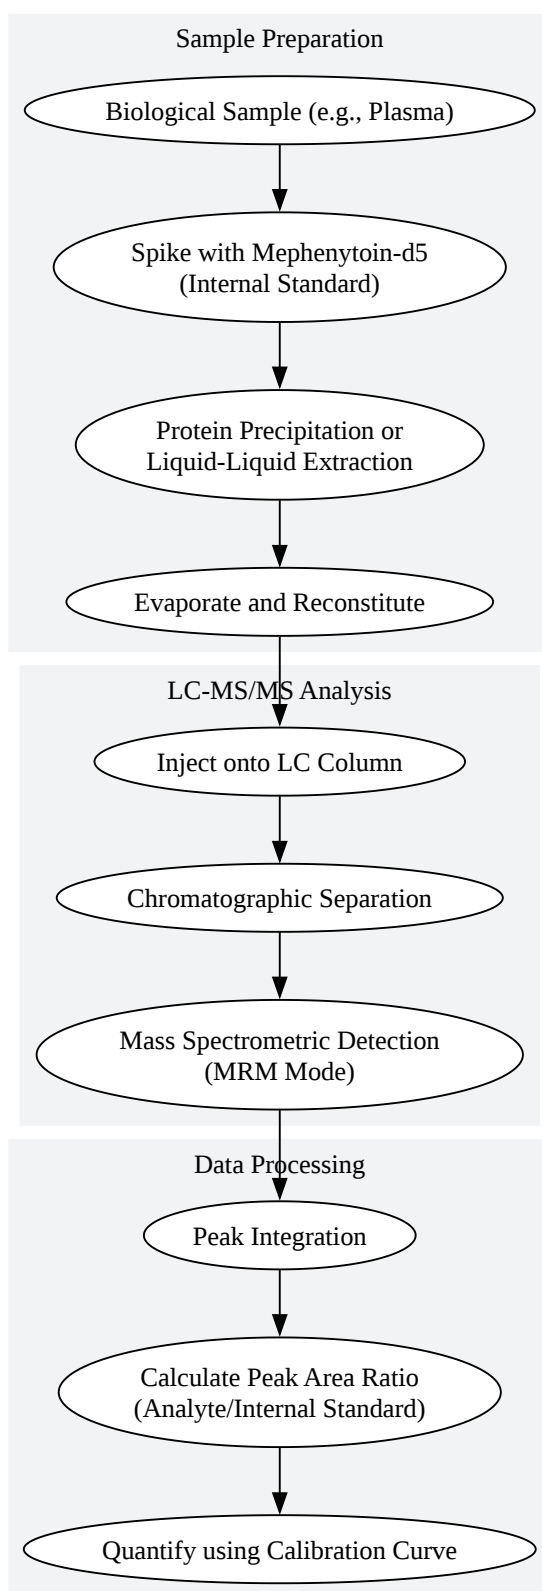 Sample Preparation
Biological Sample (e.g., Plasma)
Spike with Mephenytoin-d5
(Internal Standard)
Protein Precipitation or
Liquid-Liquid Extraction
Evaporate and Reconstitute
LC-MS/MS Analysis
Inject onto LC Column
Chromatographic Separation
Mass Spectrometric Detection
(MRM Mode)
Data Processing
Peak Integration
Calculate Peak Area Ratio
(Analyte/Internal Standard)
Quantify using Calibration Curve